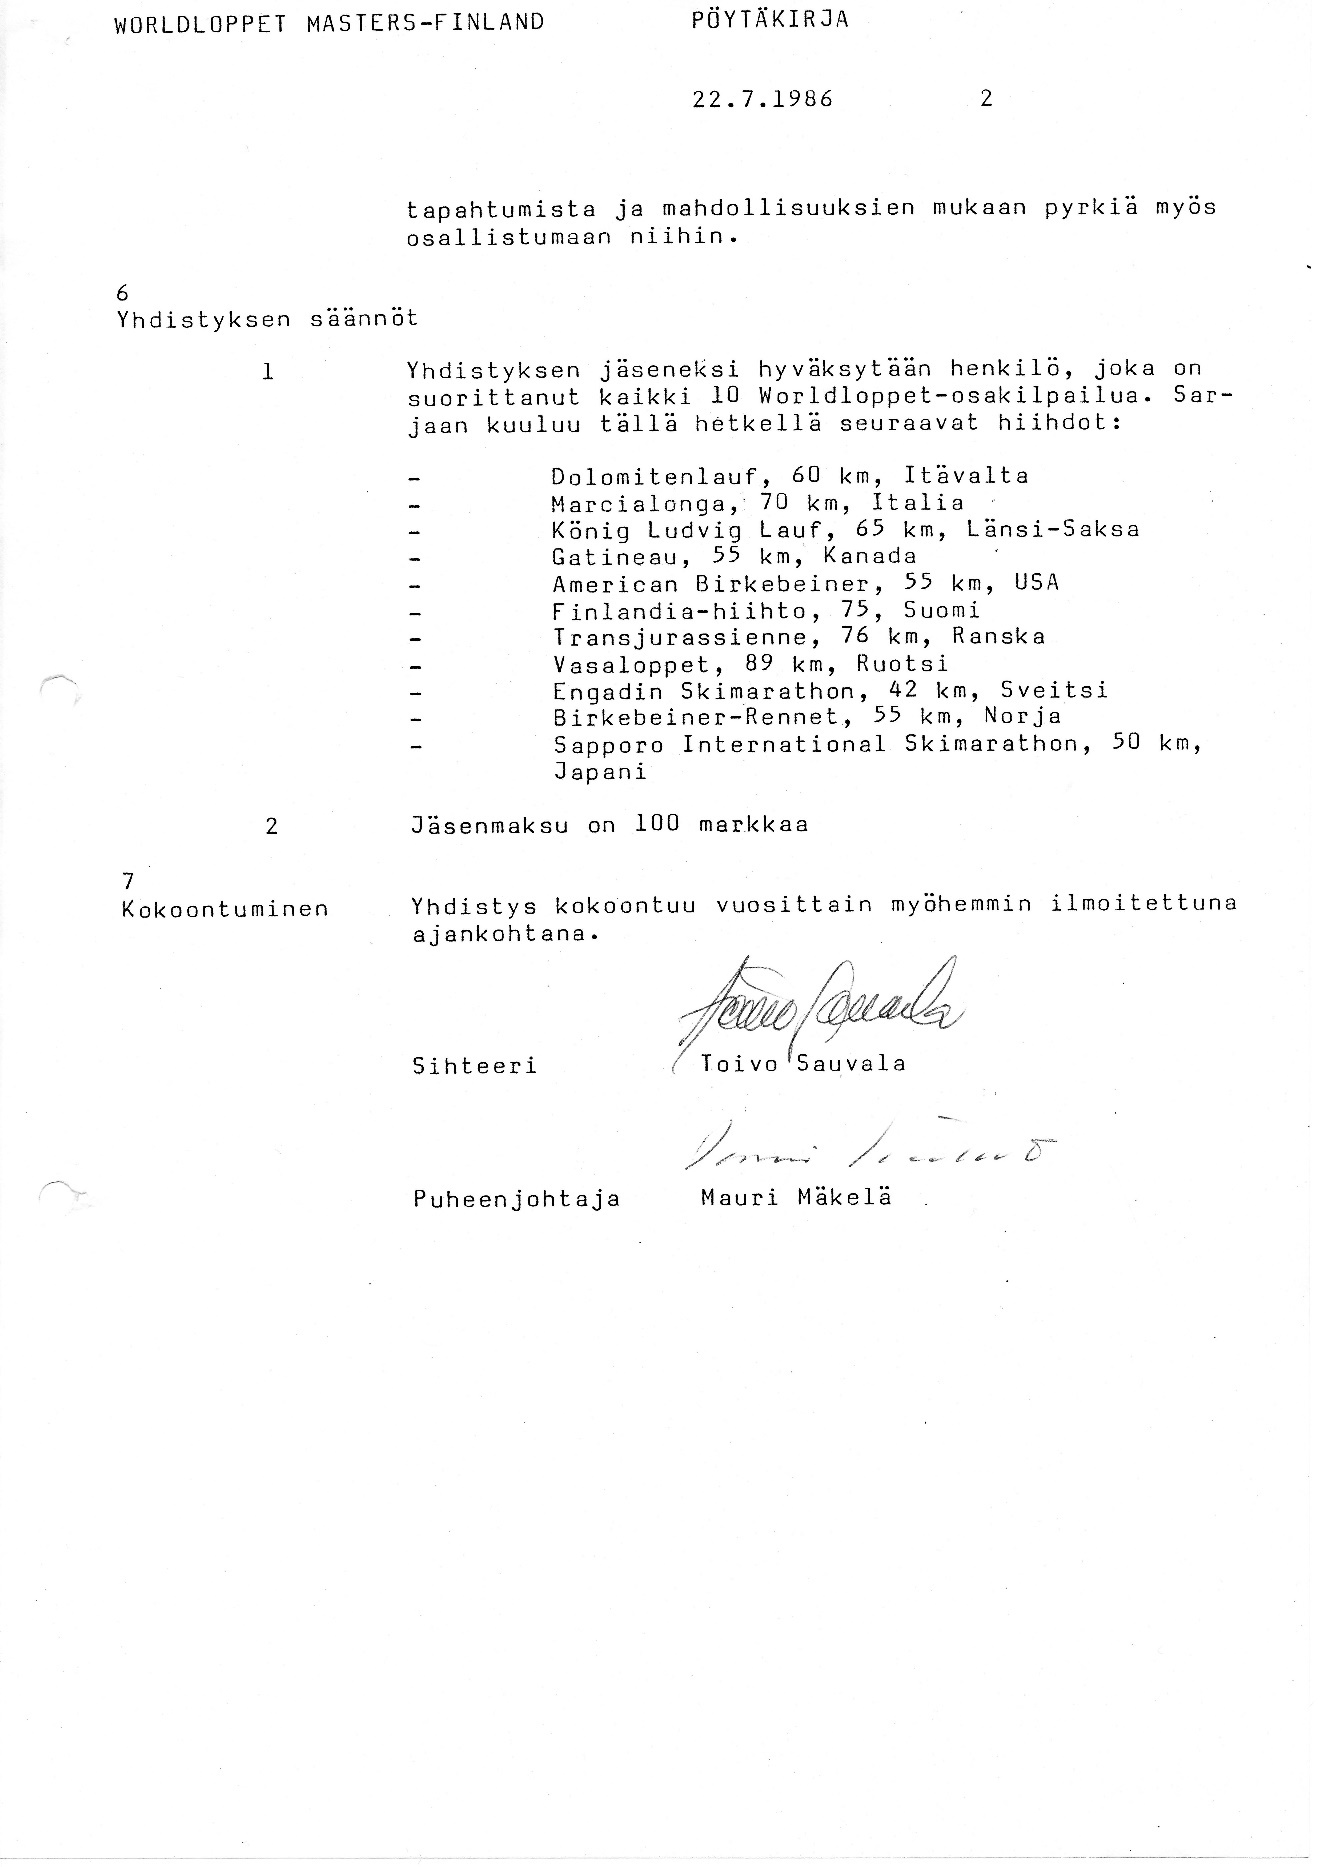 WORLDLOPPET MASTERS-FINLAND PÖYTÄKIRJA
22.7.1986 2
tapahtumista ja mahdollisuuksien mukaan pyrkiä myös
osallistumaan niihin.
6
Yhdistyksen säännöt
1 Yhdistyksen jäseneksi hyväksytään henkilö, joka on
suorittanut kaikki 10 Worldloppet-osakilpailua. Sar-
jaan kuuluu tällä hetkellä seuraavat hiihdot:
- Dolomitenlauf, 60 km, Itävalta
- Marcialonga, 70 km, Italia
- König Ludvig Lauf, 65 km, Länsi-Saksa
- Gatineau, 55 km, Kanada
- American Birkebeiner, 55 km, USA
- Finlandia-hiihto, 75, Suomi
- Transjurassienne, 76 km, Ranska
- Vasaloppet, 89 km, Ruotsi
- Engadin Skimarathon, 42 km, Sveitsi
- Birkebeiner-Rennet, 55 km, Norja
- Sapporo International Skimarathon, 50 km,
Japani
2 Jäsenmaksu on 100 markkaa
7
Kokoontuminen Yhdistys kokoontuu vuosittain myöhemmin ilmoitettuna
ajankohtana.
Sihteeri Toivo Sauvala
Puheenjohtaja Mauri Mäkelä